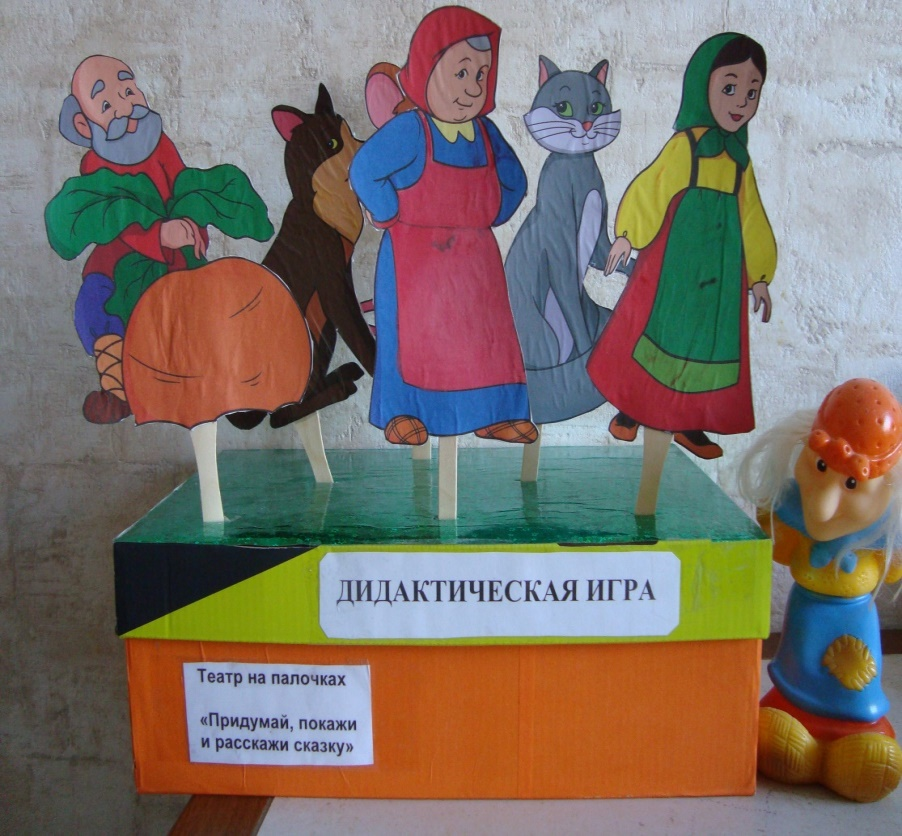 ДИДАКТИЧЕСКАЯ ИГРА
Театр на палочках
«Придумай, покажи
и расскажи сказку»